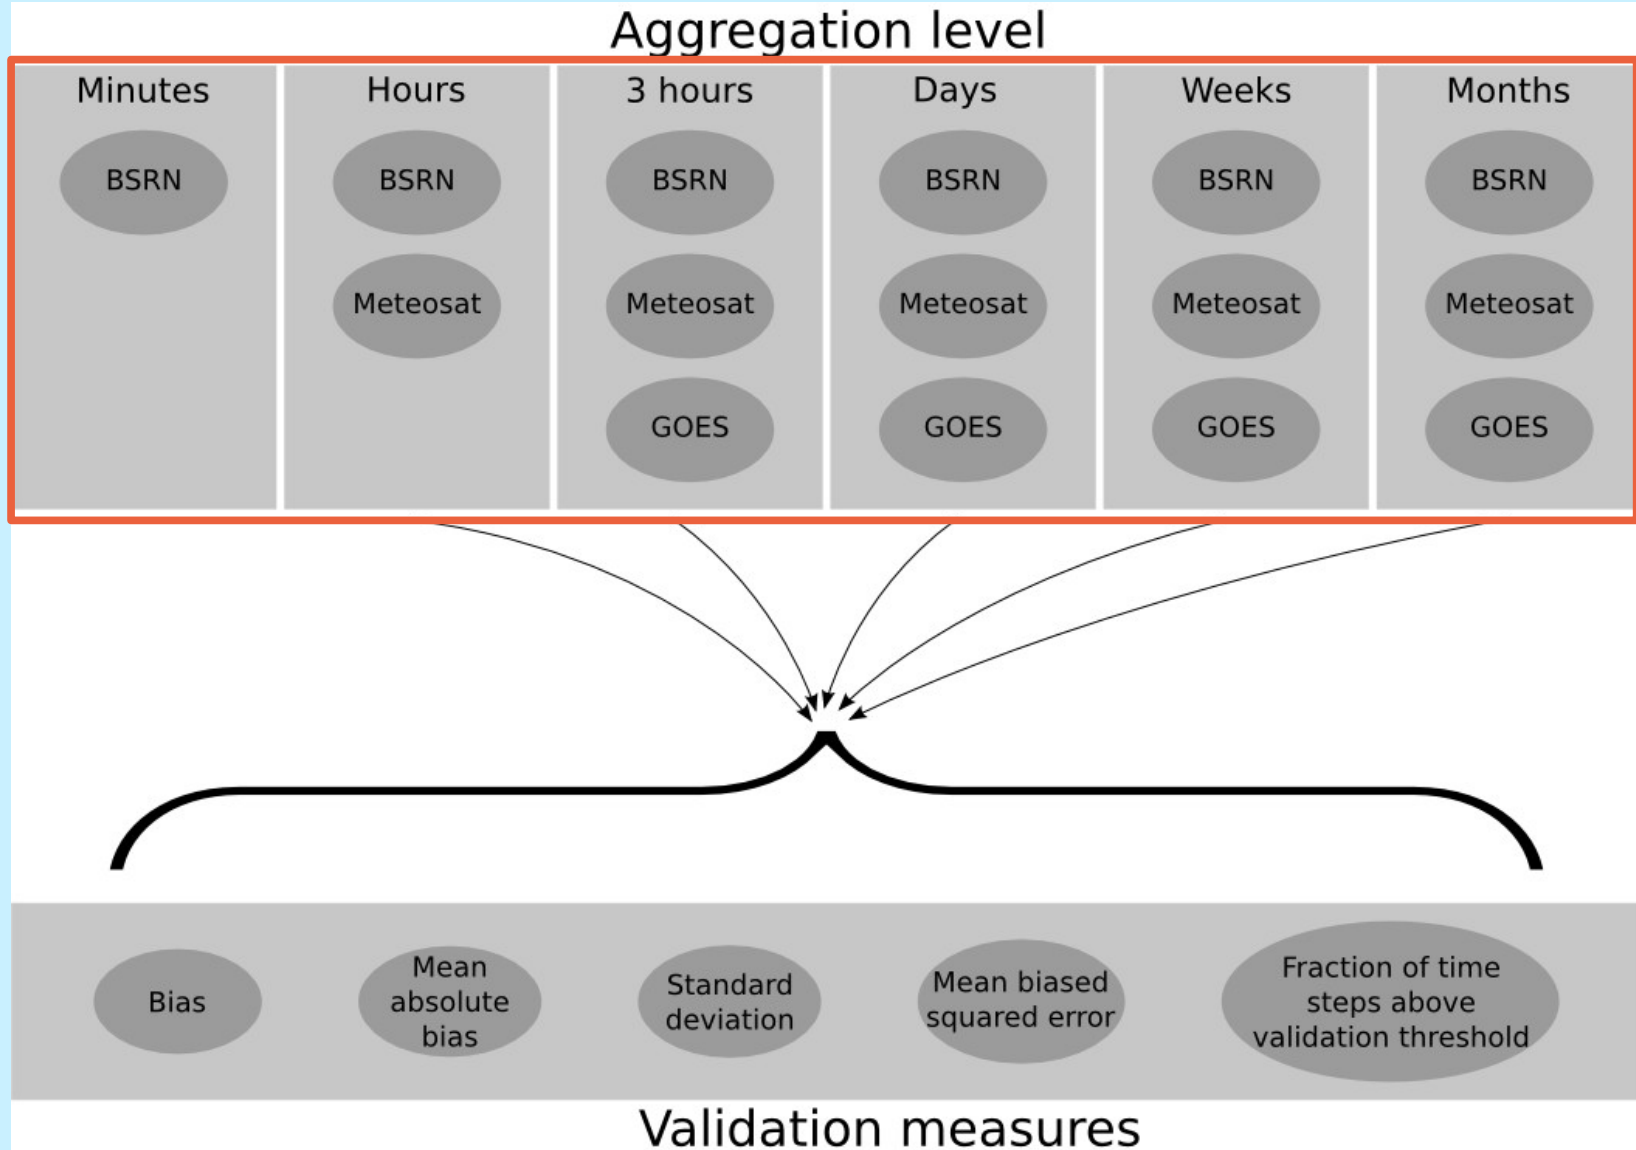 Aggregation level
Minutes
Hours
3 hours
Days
Weeks
Months
BSRN
BSRN
BSRN
BSRN
BSRN
BSRN
Meteosat
Meteosat
Meteosat
Meteosat
Meteosat
GOES
GOES
GOES
GOES
Bias
Mean
absolute
bias
Standard
deviation
Mean biased
squared error
Fraction of time
steps above
validation threshold
Validation measures